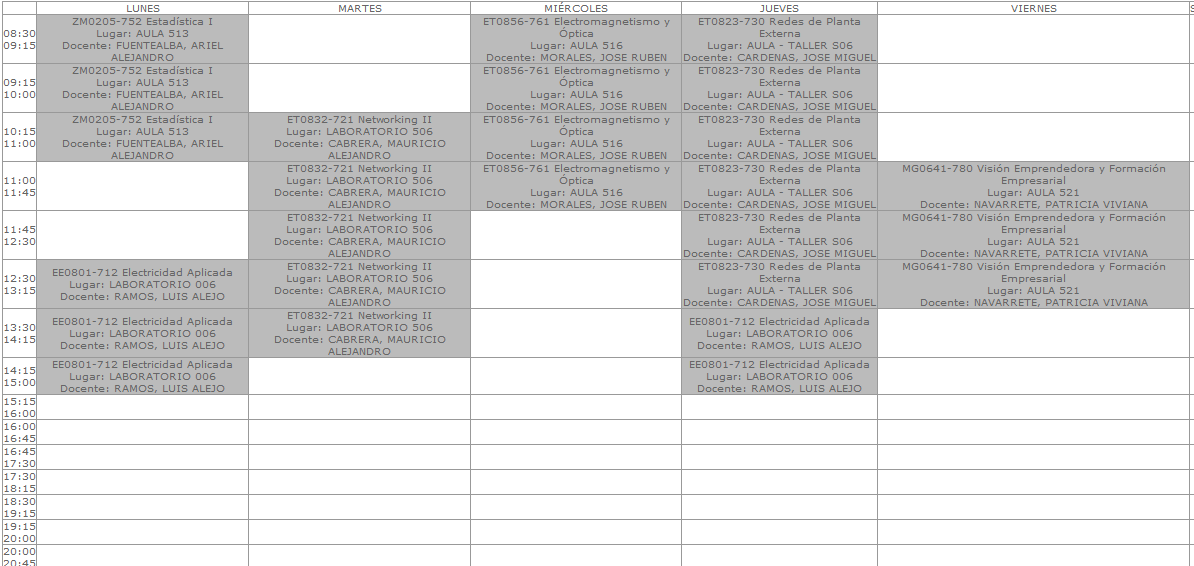 LUNES MARTES MIÉRCOLES JUEVES VIERNES S
08:30
09:15
ZM0205-752 Estadística I
Lugar: AULA 513
Docente: FUENTEALBA, ARIEL
ALEJANDRO
ET0856-761 Electromagnetismo y
Óptica
Lugar: AULA 516
Docente: MORALES, JOSE RUBEN
ET0823-730 Redes de Planta
Externa
Lugar: AULA - TALLER S06
Docente: CARDENAS, JOSE MIGUEL
09:15
10:00
ZM0205-752 Estadística I
Lugar: AULA 513
Docente: FUENTEALBA, ARIEL
ALEJANDRO
ET0856-761 Electromagnetismo y
Óptica
Lugar: AULA 516
Docente: MORALES, JOSE RUBEN
ET0823-730 Redes de Planta
Externa
Lugar: AULA - TALLER S06
Docente: CARDENAS, JOSE MIGUEL
10:15
11:00
ZM0205-752 Estadística I
Lugar: AULA 513
Docente: FUENTEALBA, ARIEL
ALEJANDRO
ET0832-721 Networking II
Lugar: LABORATORIO 506
Docente: CABRERA, MAURICIO
ALEJANDRO
ET0856-761 Electromagnetismo y
Óptica
Lugar: AULA 516
Docente: MORALES, JOSE RUBEN
ET0823-730 Redes de Planta
Externa
Lugar: AULA - TALLER S06
Docente: CARDENAS, JOSE MIGUEL
11:00
11:45
ET0832-721 Networking II
Lugar: LABORATORIO 506
Docente: CABRERA, MAURICIO
ALEJANDRO
ET0856-761 Electromagnetismo y
Óptica
Lugar: AULA 516
Docente: MORALES, JOSE RUBEN
ET0823-730 Redes de Planta
Externa
Lugar: AULA - TALLER S06
Docente: CARDENAS, JOSE MIGUEL
MG0641-780 Visión Emprendedora y Formación
Empresarial
Lugar: AULA 521
Docente: NAVARRETE, PATRICIA VIVIANA
11:45
12:30
ET0832-721 Networking II
Lugar: LABORATORIO 506
Docente: CABRERA, MAURICIO
ALEJANDRO
ET0823-730 Redes de Planta
Externa
Lugar: AULA - TALLER S06
Docente: CARDENAS, JOSE MIGUEL
MG0641-780 Visión Emprendedora y Formación
Empresarial
Lugar: AULA 521
Docente: NAVARRETE, PATRICIA VIVIANA
12:30
13:15
EE0801-712 Electricidad Aplicada
Lugar: LABORATORIO 006
Docente: RAMOS, LUIS ALEJO
ET0832-721 Networking II
Lugar: LABORATORIO 506
Docente: CABRERA, MAURICIO
ALEJANDRO
ET0823-730 Redes de Planta
Externa
Lugar: AULA - TALLER S06
Docente: CARDENAS, JOSE MIGUEL
MG0641-780 Visión Emprendedora y Formación
Empresarial
Lugar: AULA 521
Docente: NAVARRETE, PATRICIA VIVIANA
13:30
14:15
EE0801-712 Electricidad Aplicada
Lugar: LABORATORIO 006
Docente: RAMOS, LUIS ALEJO
ET0832-721 Networking II
Lugar: LABORATORIO 506
Docente: CABRERA, MAURICIO
ALEJANDRO
EE0801-712 Electricidad Aplicada
Lugar: LABORATORIO 006
Docente: RAMOS, LUIS ALEJO
14:15
15:00
EE0801-712 Electricidad Aplicada
Lugar: LABORATORIO 006
Docente: RAMOS, LUIS ALEJO
EE0801-712 Electricidad Aplicada
Lugar: LABORATORIO 006
Docente: RAMOS, LUIS ALEJO
15:15
16:00
16:00
16:45
16:45
17:30
17:30
18:15
18:30
19:15
19:15
20:00
20:00
20:45